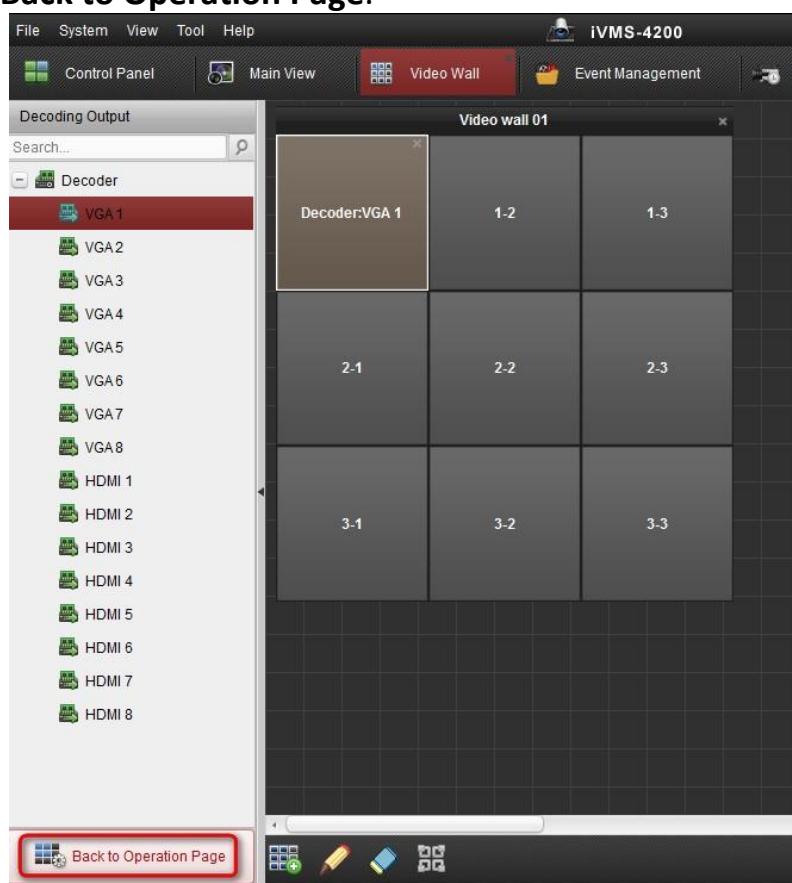 Back to Operation Page.
File System View Tool Help iVMS-4200
Control Panel Main View Video Wall Event Management
Decoding Output
Search...
Decoder
VGA 1
VGA 2
VGA 3
VGA 4
VGA 5
VGA 6
VGA 7
VGA 8
HDMI 1
HDMI 2
HDMI 3
HDMI 4
HDMI 5
HDMI 6
HDMI 7
HDMI 8
Back to Operation Page
Video wall 01
Decoder:VGA 1 1-2 1-3
2-1 2-2 2-3
3-1 3-2 3-3